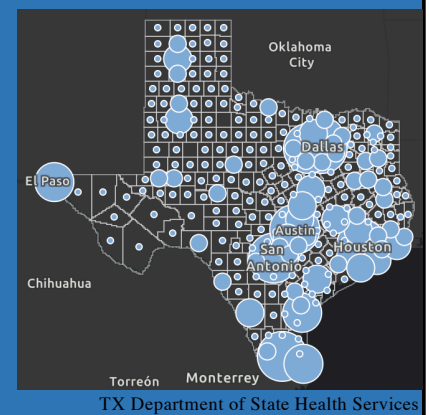 Oklahoma
City
Dallas
El Paso
Austin
San
Antonio
Houston
Chihuahua
Torreón
Monterrey
TX Department of State Health Services